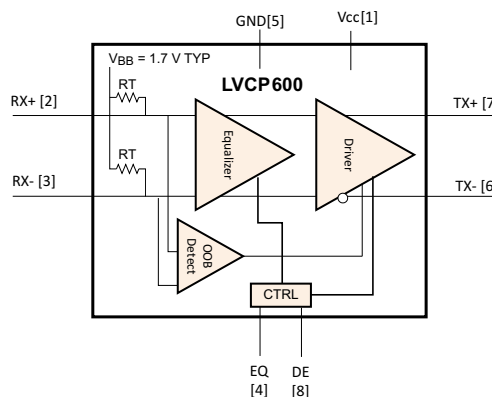 GND[5]
Vcc[1]
VBB = 1.7 V TYP
LVCP600
RX+ [2]
RT
TX+ [7
Equalizer
Driver
RT
RX- [3]
TX- [6
OOB
Detect
CTRL
EQ
[4]
DE
[8]